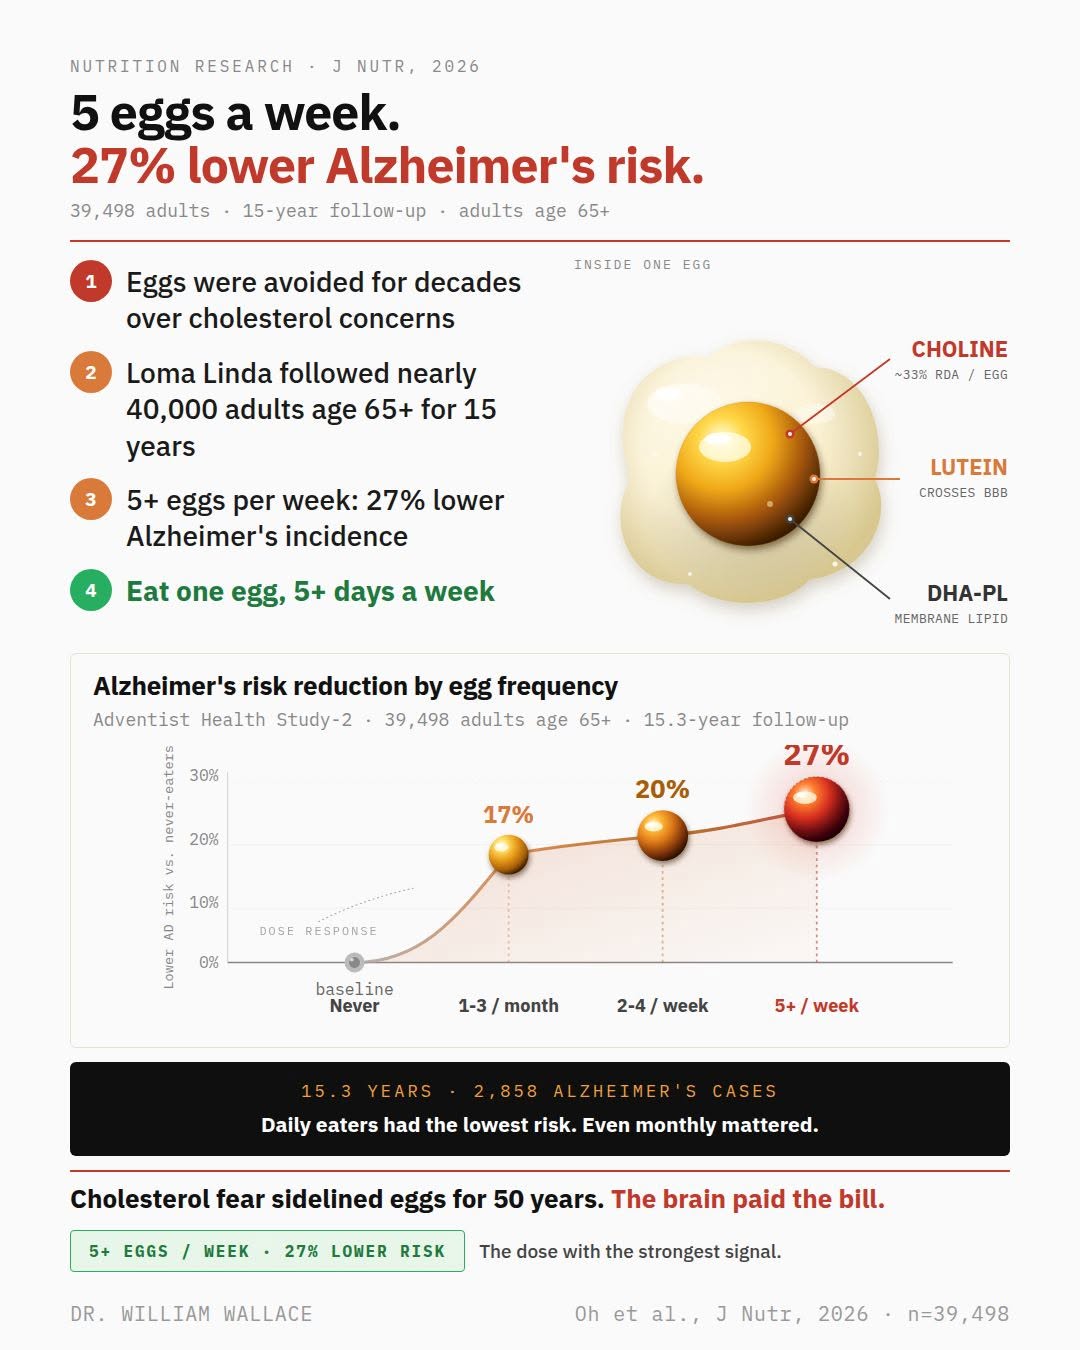 NUTRITION RESEARCH · J NUTR, 2026
5 eggs a week.
27% lower Alzheimer's risk.
39,498 adults · 15-year follow-up · adults age 65+
1 Eggs were avoided for decades
over cholesterol concerns
2 Loma Linda followed nearly
40,000 adults age 65+ for 15
years
3 5+ eggs per week: 27% lower
Alzheimer's incidence
4 Eat one egg, 5+ days a week
INSIDE ONE EGG
CHOLINE
~33% RDA / EGG
LUTEIN
CROSSES BBB
DHA-PL
MEMBRANE LIPID
Alzheimer's risk reduction by egg frequency
Adventist Health Study-2 · 39,498 adults age 65+ · 15.3-year follow-up
Lower AD risk vs. never-eaters
30%
20%
10%
0%
17%
20%
27%
DOSE RESPONSE
baseline
Never
1-3 / month
2-4 / week
5+ / week
15.3 YEARS · 2,858 ALZHEIMER'S CASES
Daily eaters had the lowest risk. Even monthly mattered.
Cholesterol fear sidelined eggs for 50 years. The brain paid the bill.
5+ EGGS / WEEK · 27% LOWER RISK The dose with the strongest signal.
DR. WILLIAM WALLACE
Oh et al., J Nutr, 2026 · n=39,498